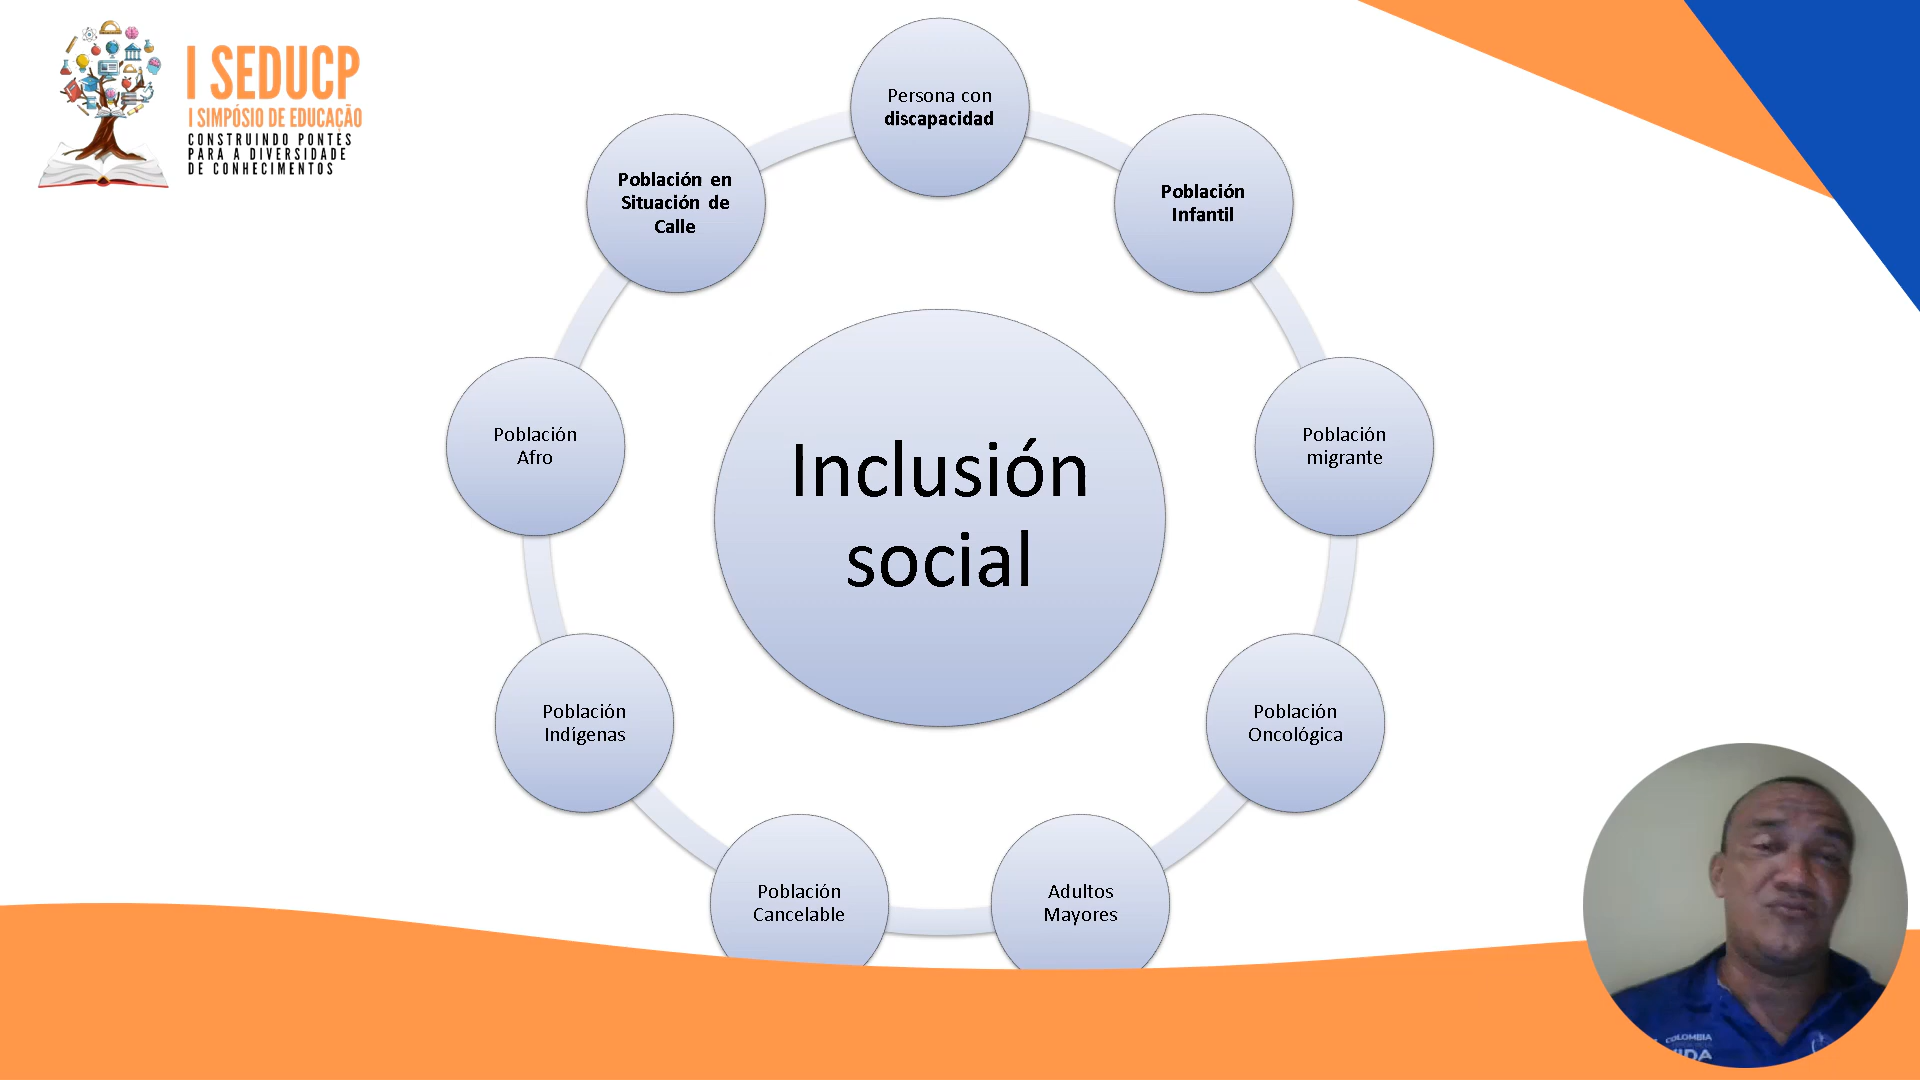 I SEDUCP
I SIMPÓSIO DE EDUCAÇÃO
CONSTRUINDO PONTES
PARA A DIVERSIDADE
DE CONHECIMENTOS
Persona con
discapacidad
Población
Infantil
Población
migrante
Población
Oncológica
Adultos
Mayores
Población
Cancelable
Población
Indígenas
Población
Afro
Población en
Situación de
Calle
Inclusión
social
COLOMBIA